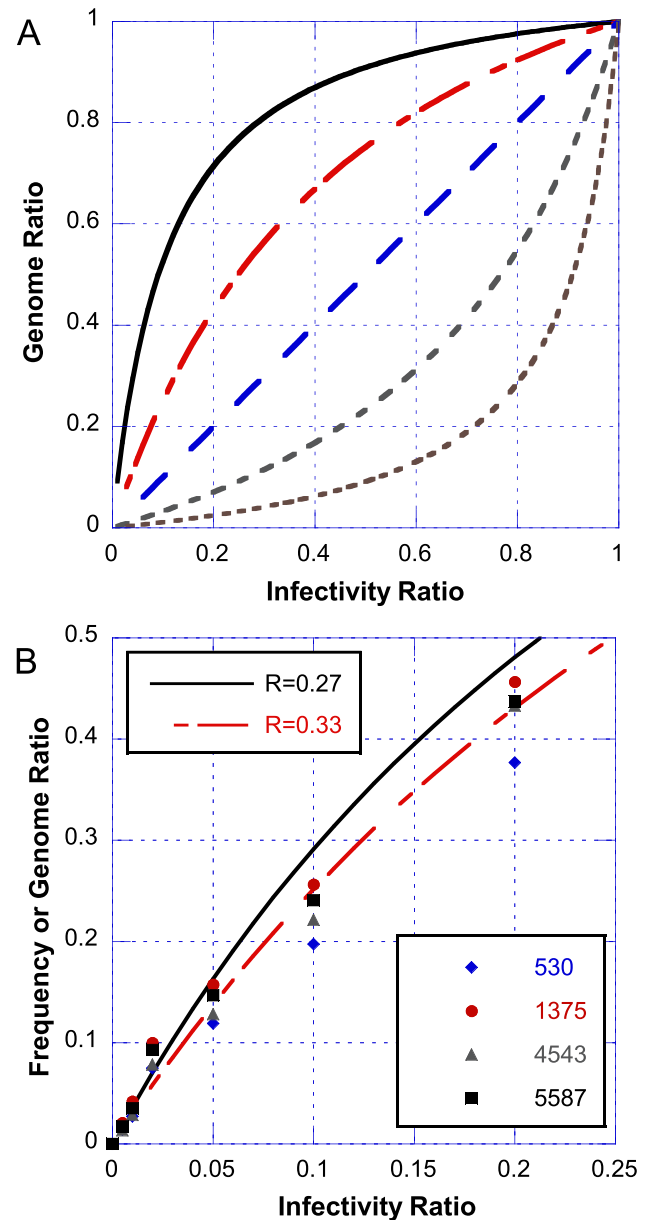 A
1
0.8
0.6
0.4
0.2
0
Genome Ratio
0 0.2 0.4 0.6 0.8 1
Infectivity Ratio
B
0.5
0.4
0.3
0.2
0.1
0
Frequency or Genome Ratio
R=0.27
R=0.33
530
1375
4543
5587
0 0.05 0.1 0.15 0.2 0.25
Infectivity Ratio